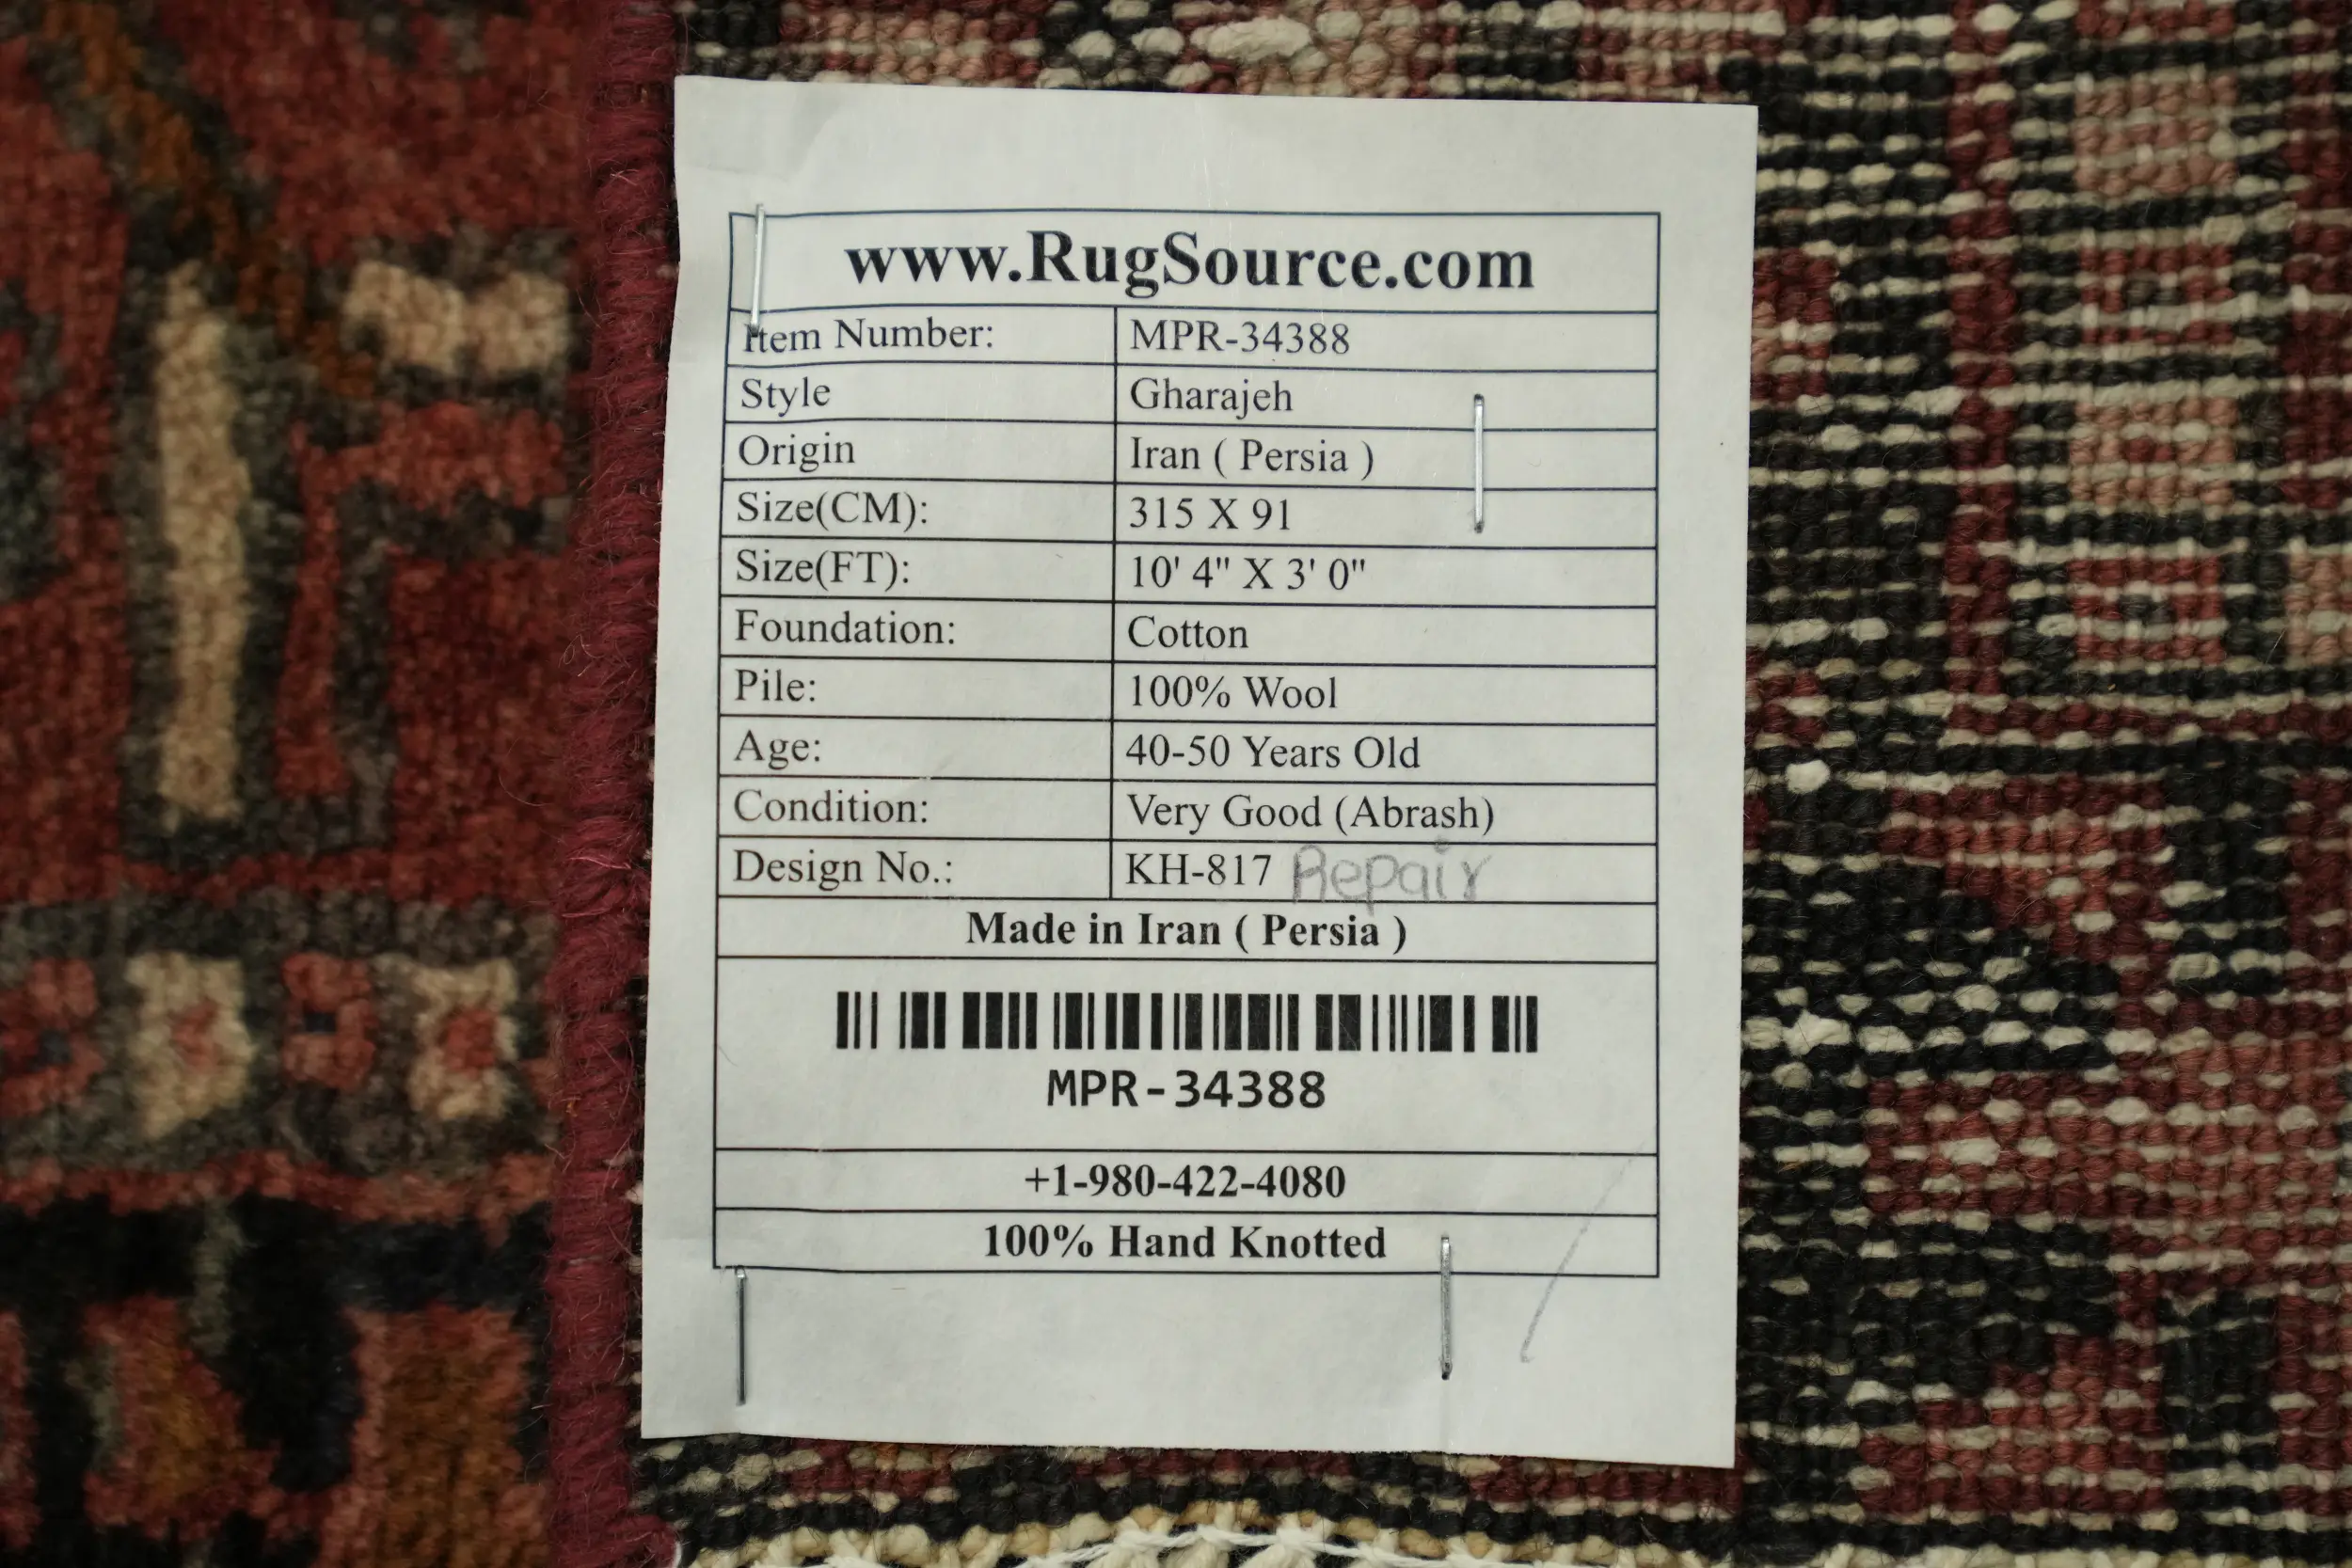 www.RugSource.com
Item Number: MPR-34388
Style Gharajeh
Origin Iran ( Persia )
Size(CM): 315 X 91
Size(FT): 10' 4" X 3' 0"
Foundation: Cotton
Pile: 100% Wool
Age: 40-50 Years Old
Condition: Very Good (Abrash)
Design No.: KH-817 Repair
Made in Iran ( Persia )
MPR-34388
+1-980-422-4080
100% Hand Knotted